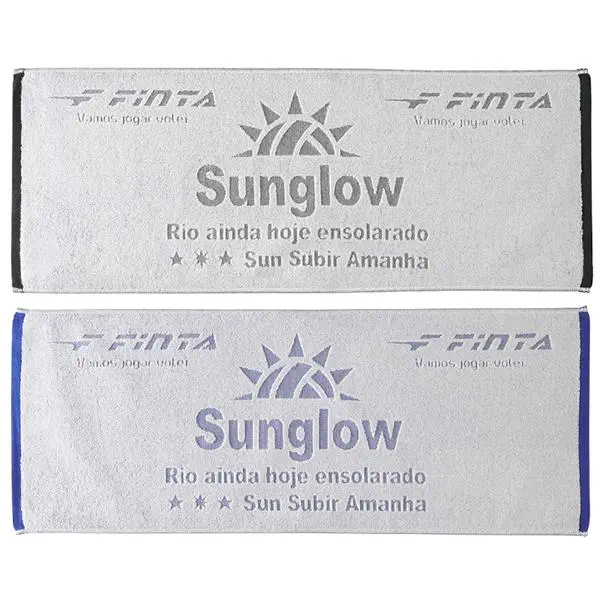 FINTA FINTA
Vamos jogar volei. Vamos jogar volei.
Sunglow
Rio ainda hoje ensolarado
★ ★ ★ Sun Subir Amanha
FINTA FINTA
Vamos jogar volei. Vamos jogar volei.
Sunglow
Rio ainda hoje ensolarado
★ ★ ★ Sun Subir Amanha